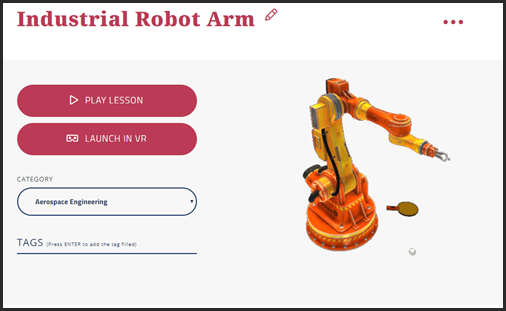 Industrial Robot Arm
PLAY LESSON
LAUNCH IN VR
CATEGORY
Aerospace Engineering
TAGS (Press ENTER to add the tag filled)